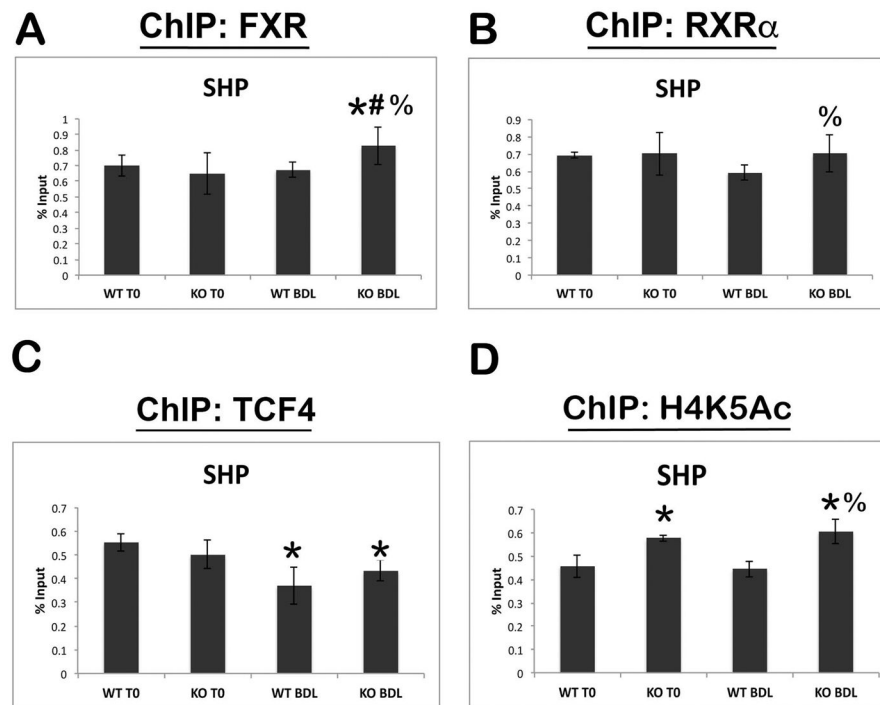 A
ChIP: FXR
SHP
*#%
1
0.9
0.8
0.7
0.6
0.5
0.4
0.3
0.2
0.1
0
% Input
WT T0 KO T0 WT BDL KO BDL
B
ChIP: RXRα
SHP
%
0.9
0.8
0.7
0.6
0.5
0.4
0.3
0.2
0.1
0
% Input
WT T0 KO T0 WT BDL KO BDL
C
ChIP: TCF4
SHP
* *
0.7
0.6
0.5
0.4
0.3
0.2
0.1
0
% Input
WT T0 KO T0 WT BDL KO BDL
D
ChIP: H4K5Ac
SHP
* *%
0.7
0.6
0.5
0.4
0.3
0.2
0.1
0
% Input
WT T0 KO T0 WT BDL KO BDL